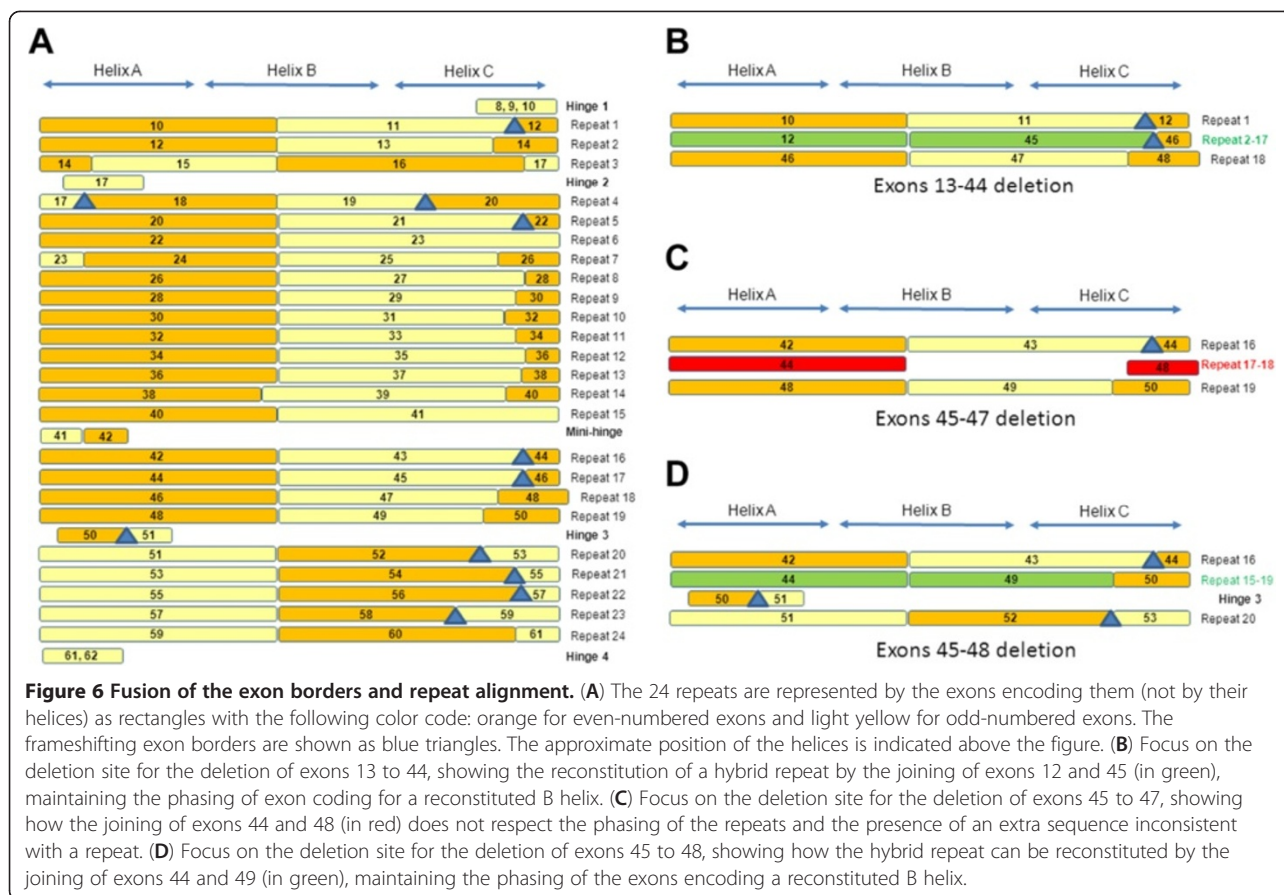 A
Helix A Helix B Helix C
8, 9, 10 Hinge 1
10 11 12 Repeat 1
12 13 14 Repeat 2
14 15 16 17 Repeat 3
17 Hinge 2
17 18 19 20 Repeat 4
20 21 22 Repeat 5
22 23 Repeat 6
23 24 25 26 Repeat 7
26 27 28 Repeat 8
28 29 30 Repeat 9
30 31 32 Repeat 10
32 33 34 Repeat 11
34 35 36 Repeat 12
36 37 38 Repeat 13
38 39 40 Repeat 14
40 41 Repeat 15
41 42 Mini-hinge
42 43 44 Repeat 16
44 45 46 Repeat 17
46 47 48 Repeat 18
48 49 50 Repeat 19
50 51 Hinge 3
51 52 53 Repeat 20
53 54 55 Repeat 21
55 56 57 Repeat 22
57 58 59 Repeat 23
59 60 61 Repeat 24
61, 62 Hinge 4
B
Helix A Helix B Helix C
10 11 12 Repeat 1
12 45 46 Repeat 2-17
46 47 48 Repeat 18
Exons 13-44 deletion
C
Helix A Helix B Helix C
42 43 44 Repeat 16
44 48 Repeat 17-18
48 49 50 Repeat 19
Exons 45-47 deletion
D
Helix A Helix B Helix C
42 43 44 Repeat 16
44 49 50 Repeat 15-19
50 51 Hinge 3
51 52 53 Repeat 20
Exons 45-48 deletion
Figure 6 Fusion of the exon borders and repeat alignment. (A) The 24 repeats are represented by the exons encoding them (not by their
helices) as rectangles with the following color code: orange for even-numbered exons and light yellow for odd-numbered exons. The
frameshifting exon borders are shown as blue triangles. The approximate position of the helices is indicated above the figure. (B) Focus on the
deletion site for the deletion of exons 13 to 44, showing the reconstitution of a hybrid repeat by the joining of exons 12 and 45 (in green),
maintaining the phasing of exon coding for a reconstituted B helix. (C) Focus on the deletion site for the deletion of exons 45 to 47, showing
how the joining of exons 44 and 48 (in red) does not respect the phasing of the repeats and the presence of an extra sequence inconsistent
with a repeat. (D) Focus on the deletion site for the deletion of exons 45 to 48, showing how the hybrid repeat can be reconstituted by the
joining of exons 44 and 49 (in green), maintaining the phasing of the exons encoding a reconstituted B helix.